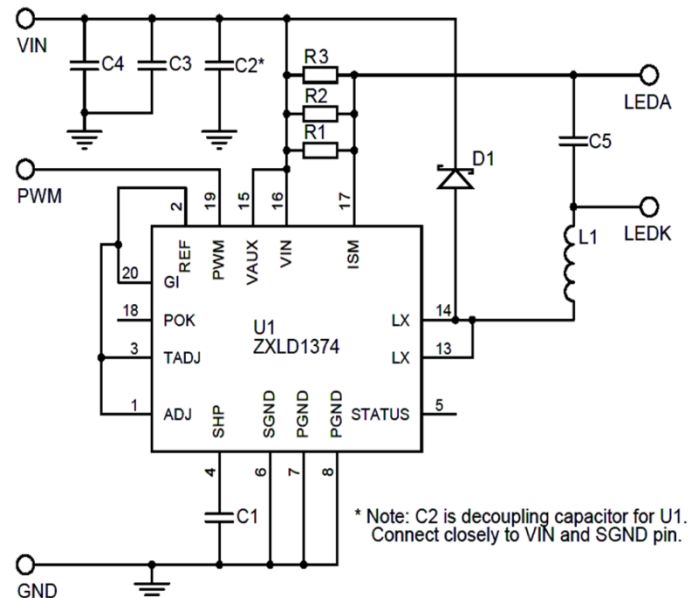 VIN
C4
C3
C2*
R3
R2
R1
LEDA
C5
D1
PWM
LEDK
L1
2
19
15
16
17
REF
PWM
VAUX
VIN
ISM
20
GI
18
POK
U1
ZXLD1374
LX
14
3
TADJ
LX
13
1
ADJ
SHP
SGND
PGND
PGND
STATUS
5
4
6
7
8
C1
* Note: C2 is decoupling capacitor for U1.
Connect closely to VIN and SGND pin.
GND